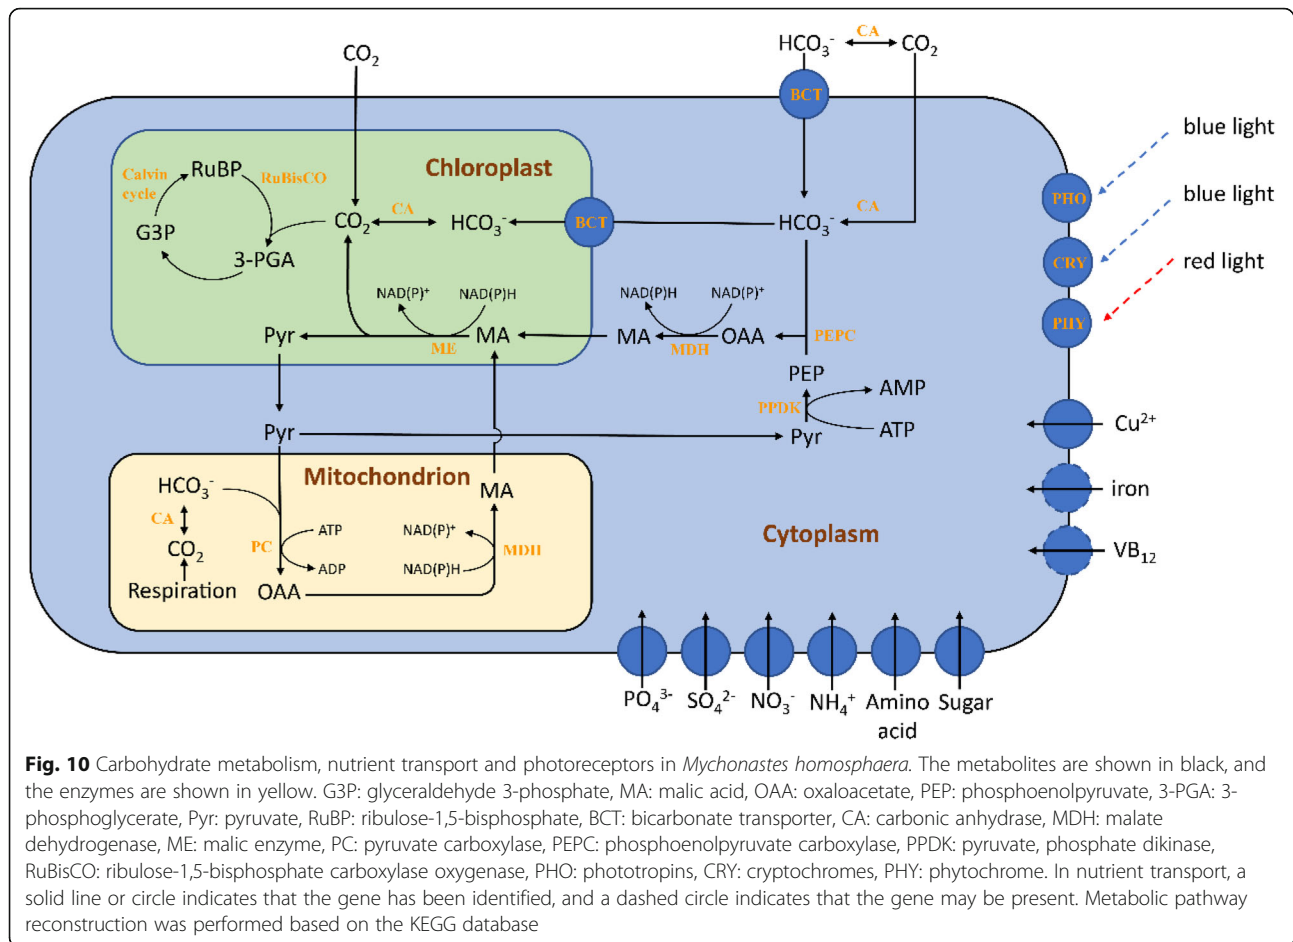 CO₂
HCO₃⁻ CA CO₂
BCT
blue light
Chloroplast
RuBP
Calvin
cycle
RuBisCO
PHO
blue light
CO₂ CA HCO₃⁻ BCT HCO₃⁻ CA
G3P
3-PGA
CRY
red light
NAD(P)⁺ NAD(P)H
NAD(P)H NAD(P)⁺
PHY
Pyr ME MA MA MDH OAA PEPC
PEP
AMP
PPDK
Pyr
ATP
Cu²⁺
Pyr
Mitochondrion
HCO₃⁻
MA
iron
CA
ATP
NAD(P)⁺
PC
MDH
Cytoplasm
CO₂
ADP
NAD(P)H
VB₁₂
Respiration OAA
PO₄³⁻ SO₄²⁻ NO₃⁻ NH₄⁺ Amino Sugar
acid
Fig. 10 Carbohydrate metabolism, nutrient transport and photoreceptors in Mychonastes homosphaera. The metabolites are shown in black, and
the enzymes are shown in yellow. G3P: glyceraldehyde 3-phosphate, MA: malic acid, OAA: oxaloacetate, PEP: phosphoenolpyruvate, 3-PGA: 3-
phosphoglycerate, Pyr: pyruvate, RuBP: ribulose-1,5-bisphosphate, BCT: bicarbonate transporter, CA: carbonic anhydrase, MDH: malate
dehydrogenase, ME: malic enzyme, PC: pyruvate carboxylase, PEPC: phosphoenolpyruvate carboxylase, PPDK: pyruvate, phosphate dikinase,
RuBisCO: ribulose-1,5-bisphosphate carboxylase oxygenase, PHO: phototropins, CRY: cryptochromes, PHY: phytochrome. In nutrient transport, a
solid line or circle indicates that the gene has been identified, and a dashed circle indicates that the gene may be present. Metabolic pathway
reconstruction was performed based on the KEGG database